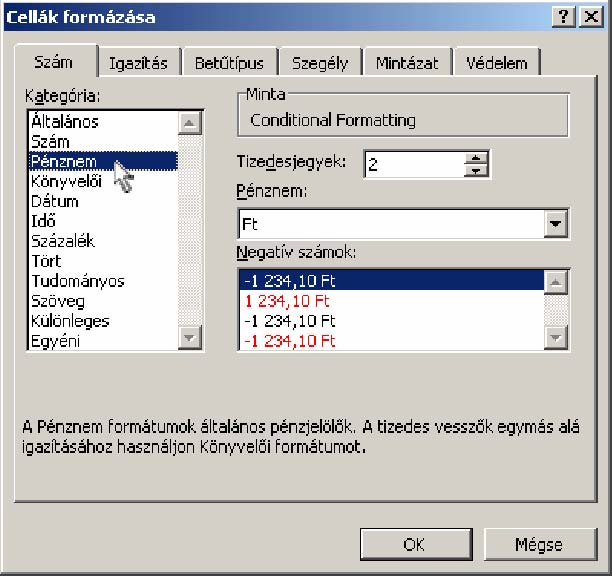 Cellák formázása
Szám
Igazítás
Betűtípus
Szegély
Mintázat
Védelem
Kategória:
Általános
Szám
Pénznem
Könyvelői
Dátum
Idő
Százalék
Tört
Tudományos
Szöveg
Különleges
Egyéni
Minta
Conditional Formatting
Tizedesjegyek:
2
Pénznem:
Ft
Negatív számok:
-1 234,10 Ft
1 234,10 Ft
-1 234,10 Ft
-1 234,10 Ft
A Pénznem formátumok általános pénzjelölők. A tizedes vesszők egymás alá
igazításához használjon Könyvelői formátumot.
OK
Mégse